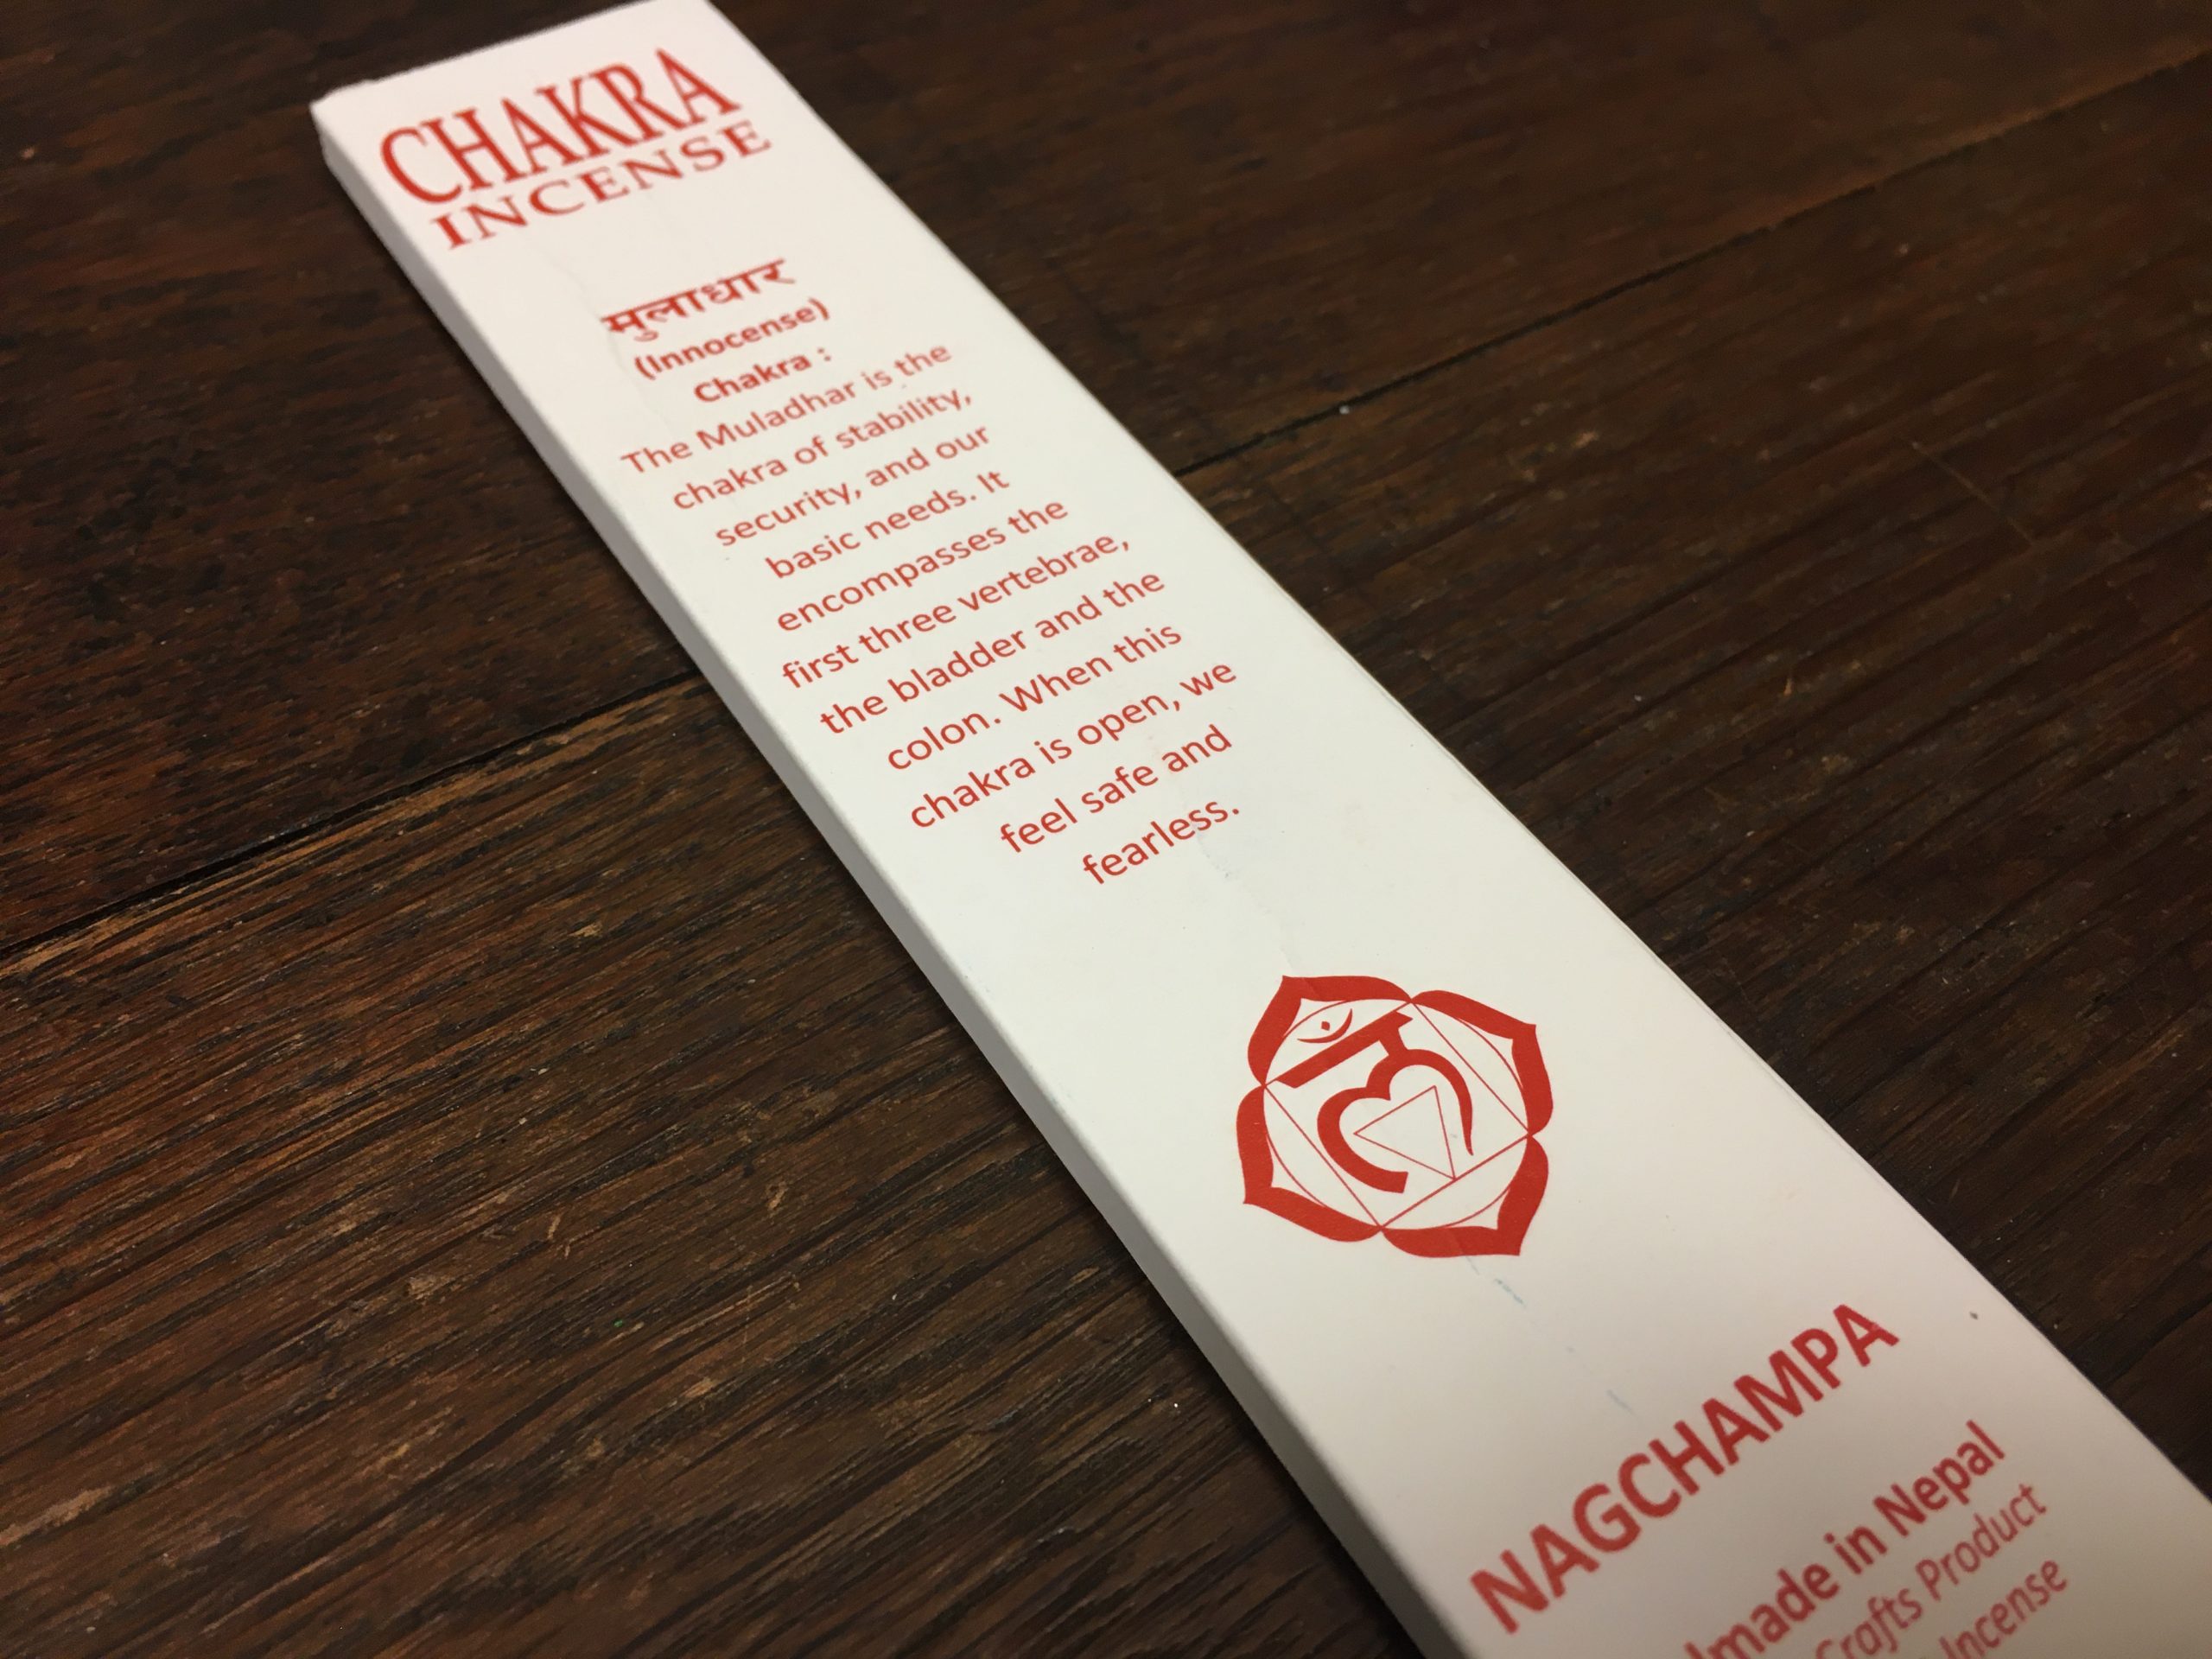 CHAKRA
INCENSE
मुलाधार
(Innocense)
Chakra :
The Muladhar is the
chakra of stability,
security, and our
basic needs. It
encompasses the
first three vertebrae,
the bladder and the
colon. When this
chakra is open, we
feel safe and
fearless.
लं
NAGCHAMPA
made in Nepal
Crafts Product
Incense